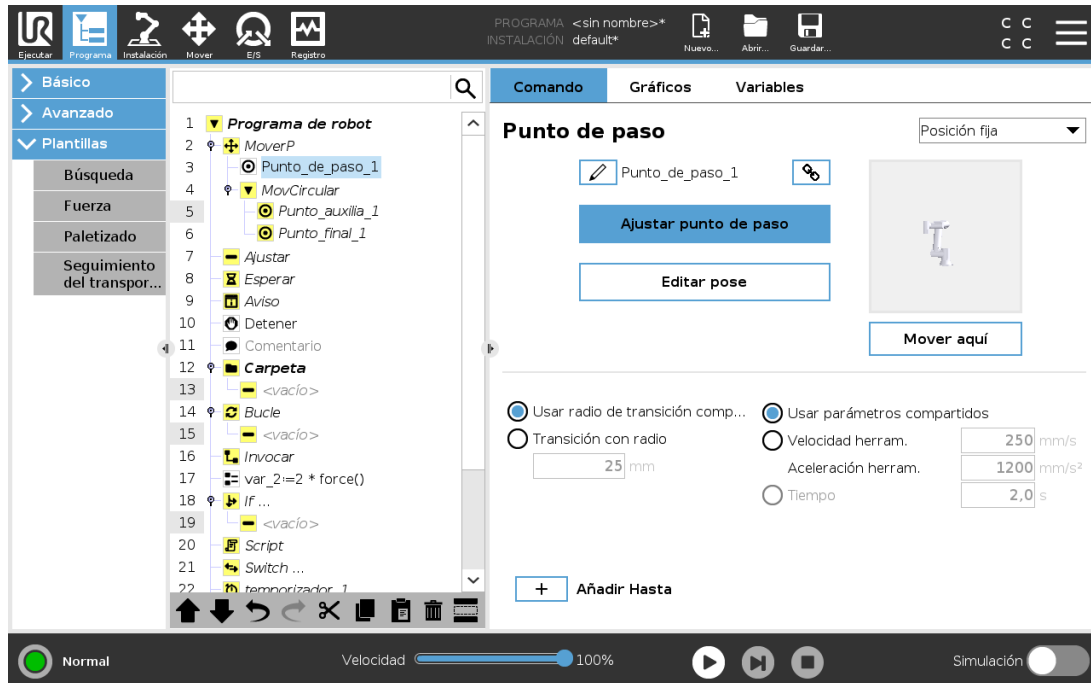 PROGRAMA <sin nombre>*
INSTALACIÓN default*
Ejecutar
Programa
Instalación
Mover
E/S
Registro
Nuevo...
Abrir...
Guardar...
C C
C C
Básico
Avanzado
Plantillas
Búsqueda
Fuerza
Paletizado
Seguimiento
del transpor...
1 Programa de robot
2 MoverP
3 Punto_de_paso_1
4 MovCircular
5 Punto_auxilia_1
6 Punto_final_1
7 Ajustar
8 Esperar
9 Aviso
10 Detener
11 Comentario
12 Carpeta
13 <vacío>
14 Bucle
15 <vacío>
16 Invocar
17 var_2:=2 * force()
18 If ...
19 <vacío>
20 Script
21 Switch ...
22 temporizador_1
Comando
Gráficos
Variables
Punto de paso
Posición fija
Punto_de_paso_1
Ajustar punto de paso
Editar pose
Mover aquí
Usar radio de transición comp...
Transición con radio
25 mm
Usar parámetros compartidos
Velocidad herram. 250 mm/s
Aceleración herram. 1200 mm/s²
Tiempo 2,0 s
+ Añadir Hasta
Normal
Velocidad 100%
Simulación